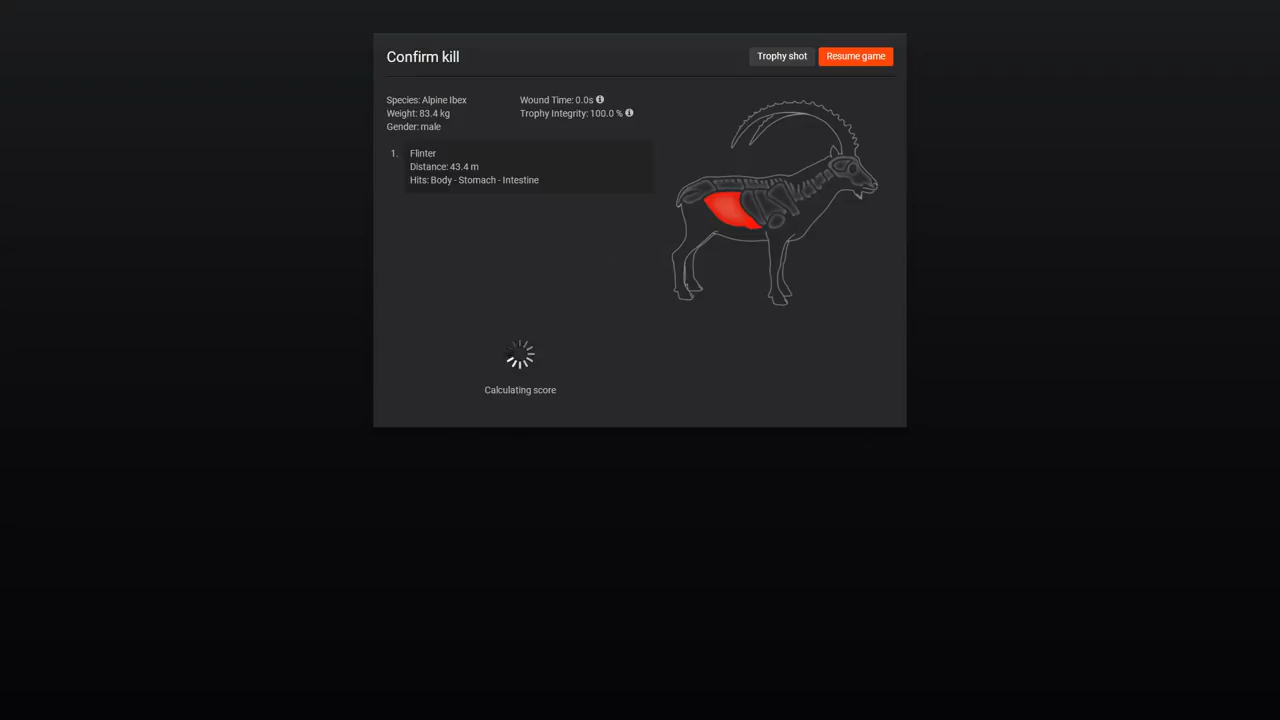 Confirm kill
Trophy shot
Resume game
Species: Alpine Ibex
Weight: 83.4 kg
Gender: male
Wound Time: 0.0s
Trophy Integrity: 100.0 %
1.
Flinter
Distance: 43.4 m
Hits: Body - Stomach - Intestine
Calculating score